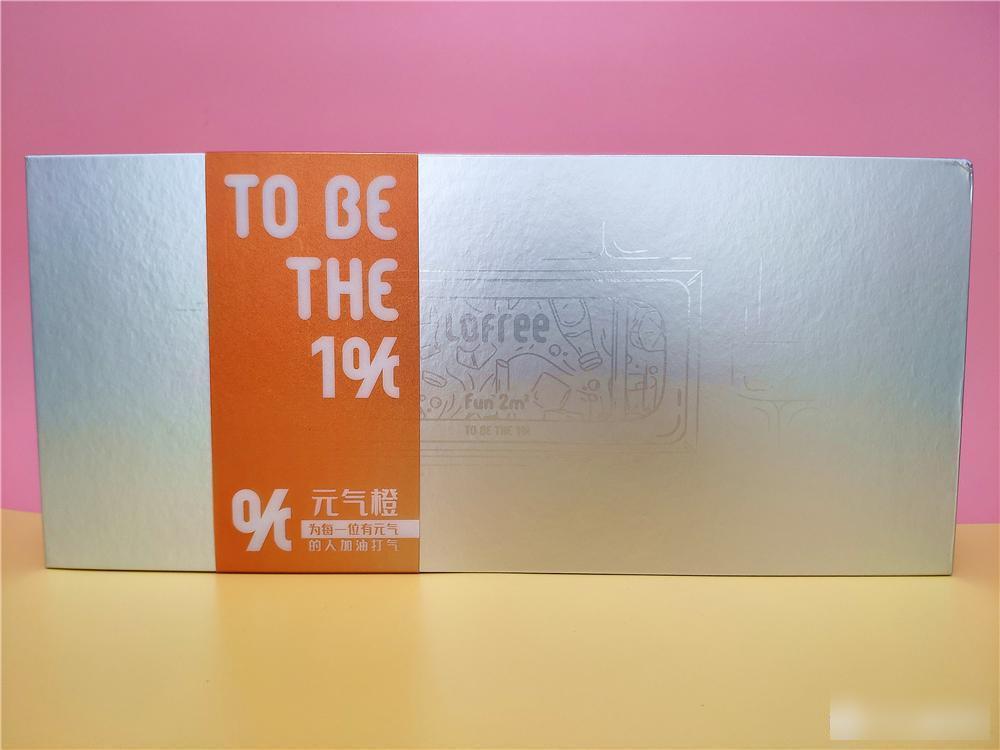 TO BE
THE
1%
% 元气橙
为每一位有元气
的人加油打气
LOFREE
Fun 2m²
TO BE THE 1%